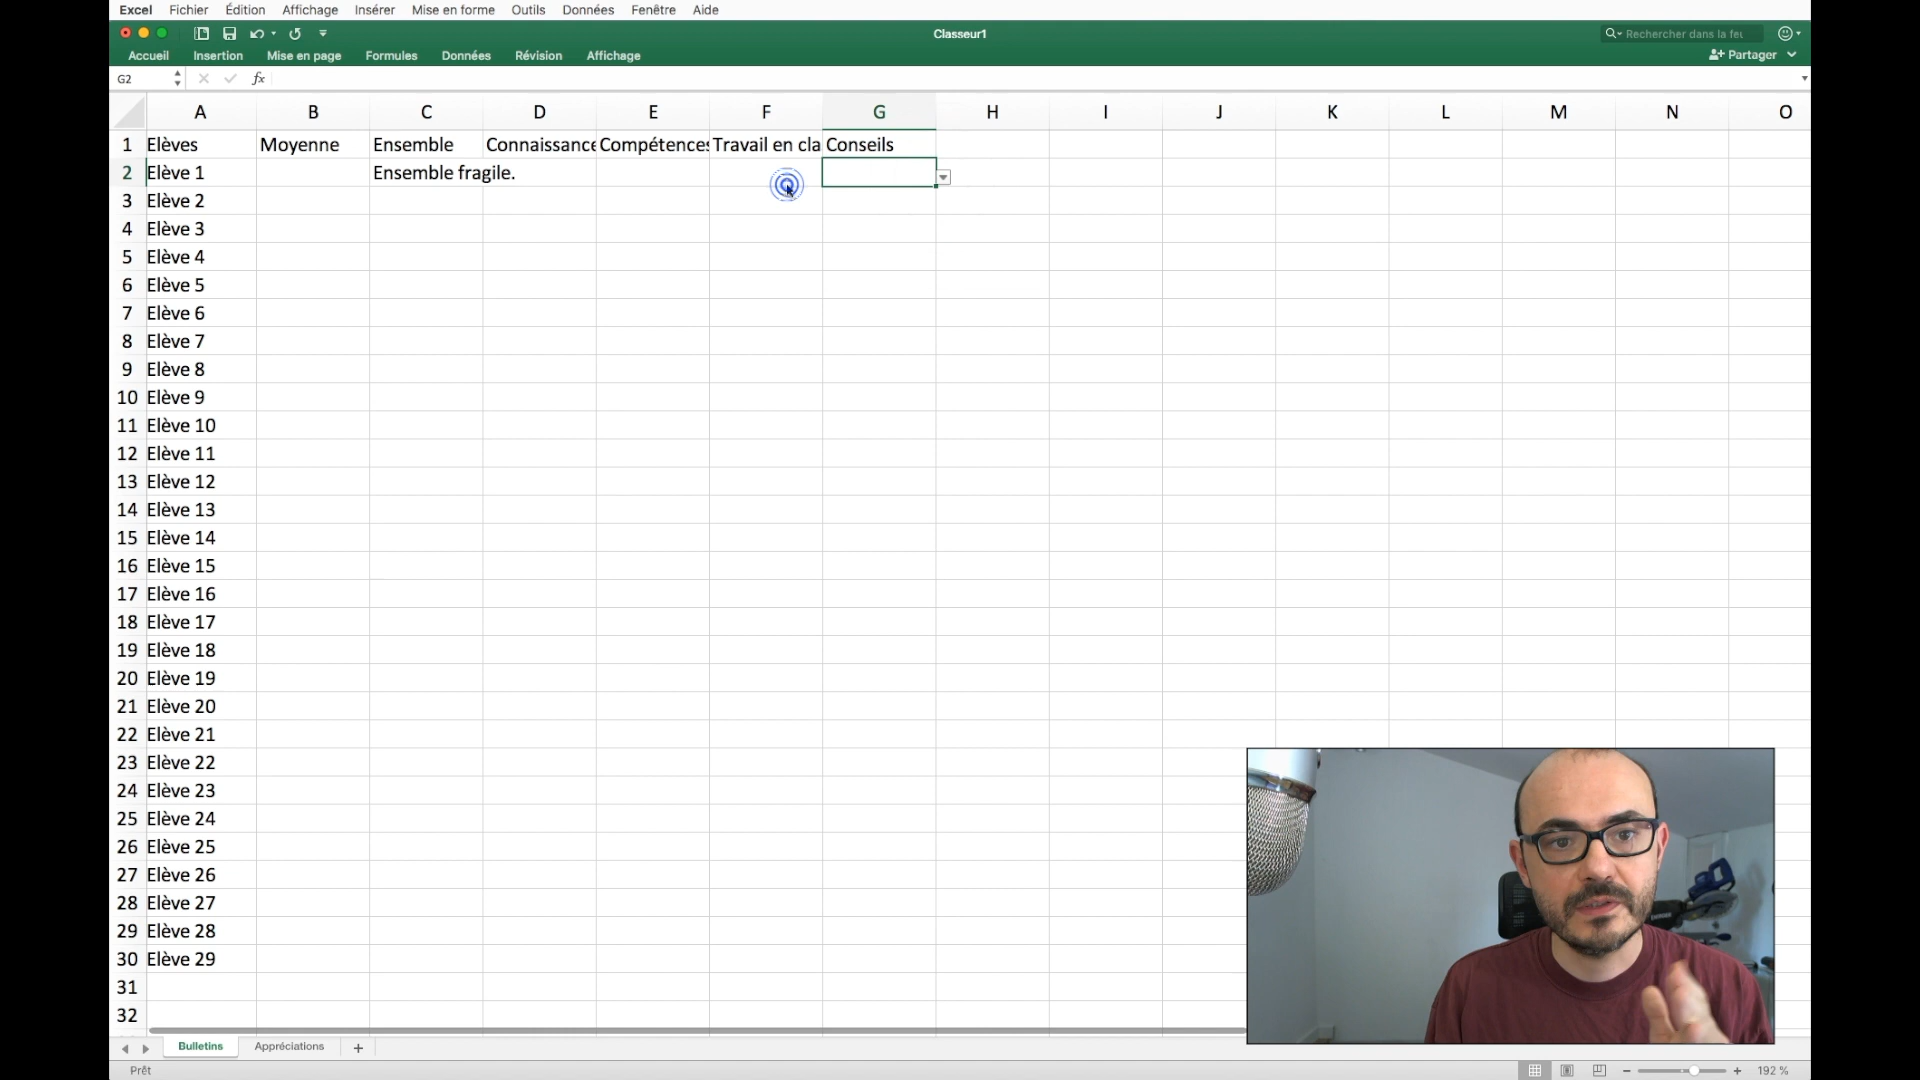 Excel Fichier Édition Affichage Insérer Mise en forme Outils Données Fenêtre Aide
Classeur1
Rechercher dans la feu
Accueil Insertion Mise en page Formules Données Révision Affichage
Partager
G2 fx
A B C D E F G H I J K L M N O
1 Elèves Moyenne Ensemble Connaissance Compétences Travail en cla Conseils
2 Elève 1 Ensemble fragile.
3 Elève 2
4 Elève 3
5 Elève 4
6 Elève 5
7 Elève 6
8 Elève 7
9 Elève 8
10 Elève 9
11 Elève 10
12 Elève 11
13 Elève 12
14 Elève 13
15 Elève 14
16 Elève 15
17 Elève 16
18 Elève 17
19 Elève 18
20 Elève 19
21 Elève 20
22 Elève 21
23 Elève 22
24 Elève 23
25 Elève 24
26 Elève 25
27 Elève 26
28 Elève 27
29 Elève 28
30 Elève 29
31
32
Bulletins Appréciations +
Prêt
192 %